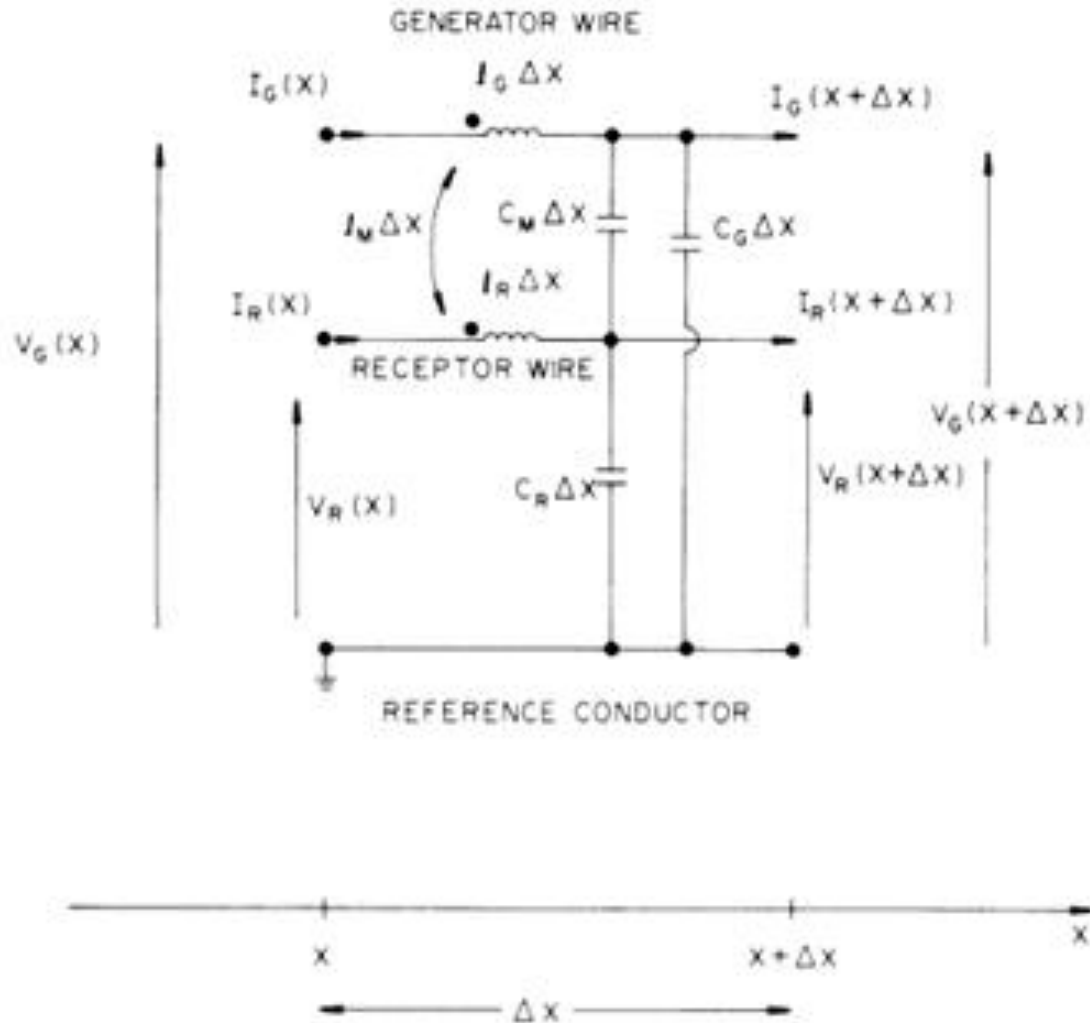 GENERATOR WIRE
I_G(X)
l_G ΔX
I_G(X+ΔX)
l_M ΔX
C_M ΔX
C_G ΔX
l_R ΔX
I_R(X)
I_R(X+ΔX)
V_G(X)
RECEPTOR WIRE
V_G(X+ΔX)
V_R(X)
C_R ΔX
V_R(X+ΔX)
REFERENCE CONDUCTOR
X
X
X+ΔX
ΔX